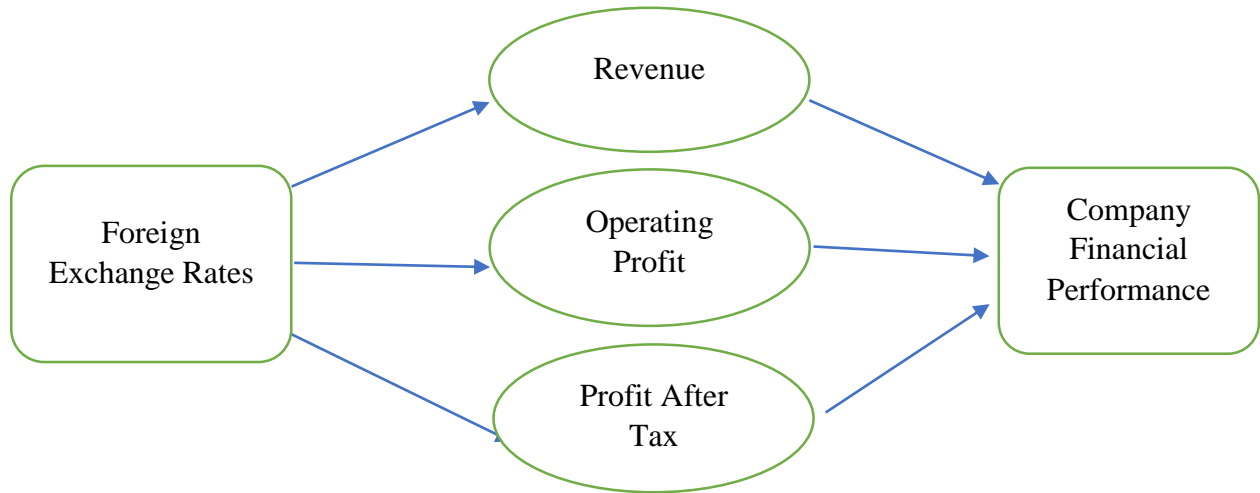 Revenue
Foreign
Exchange Rates
Operating
Profit
Company
Financial
Performance
Profit After
Tax